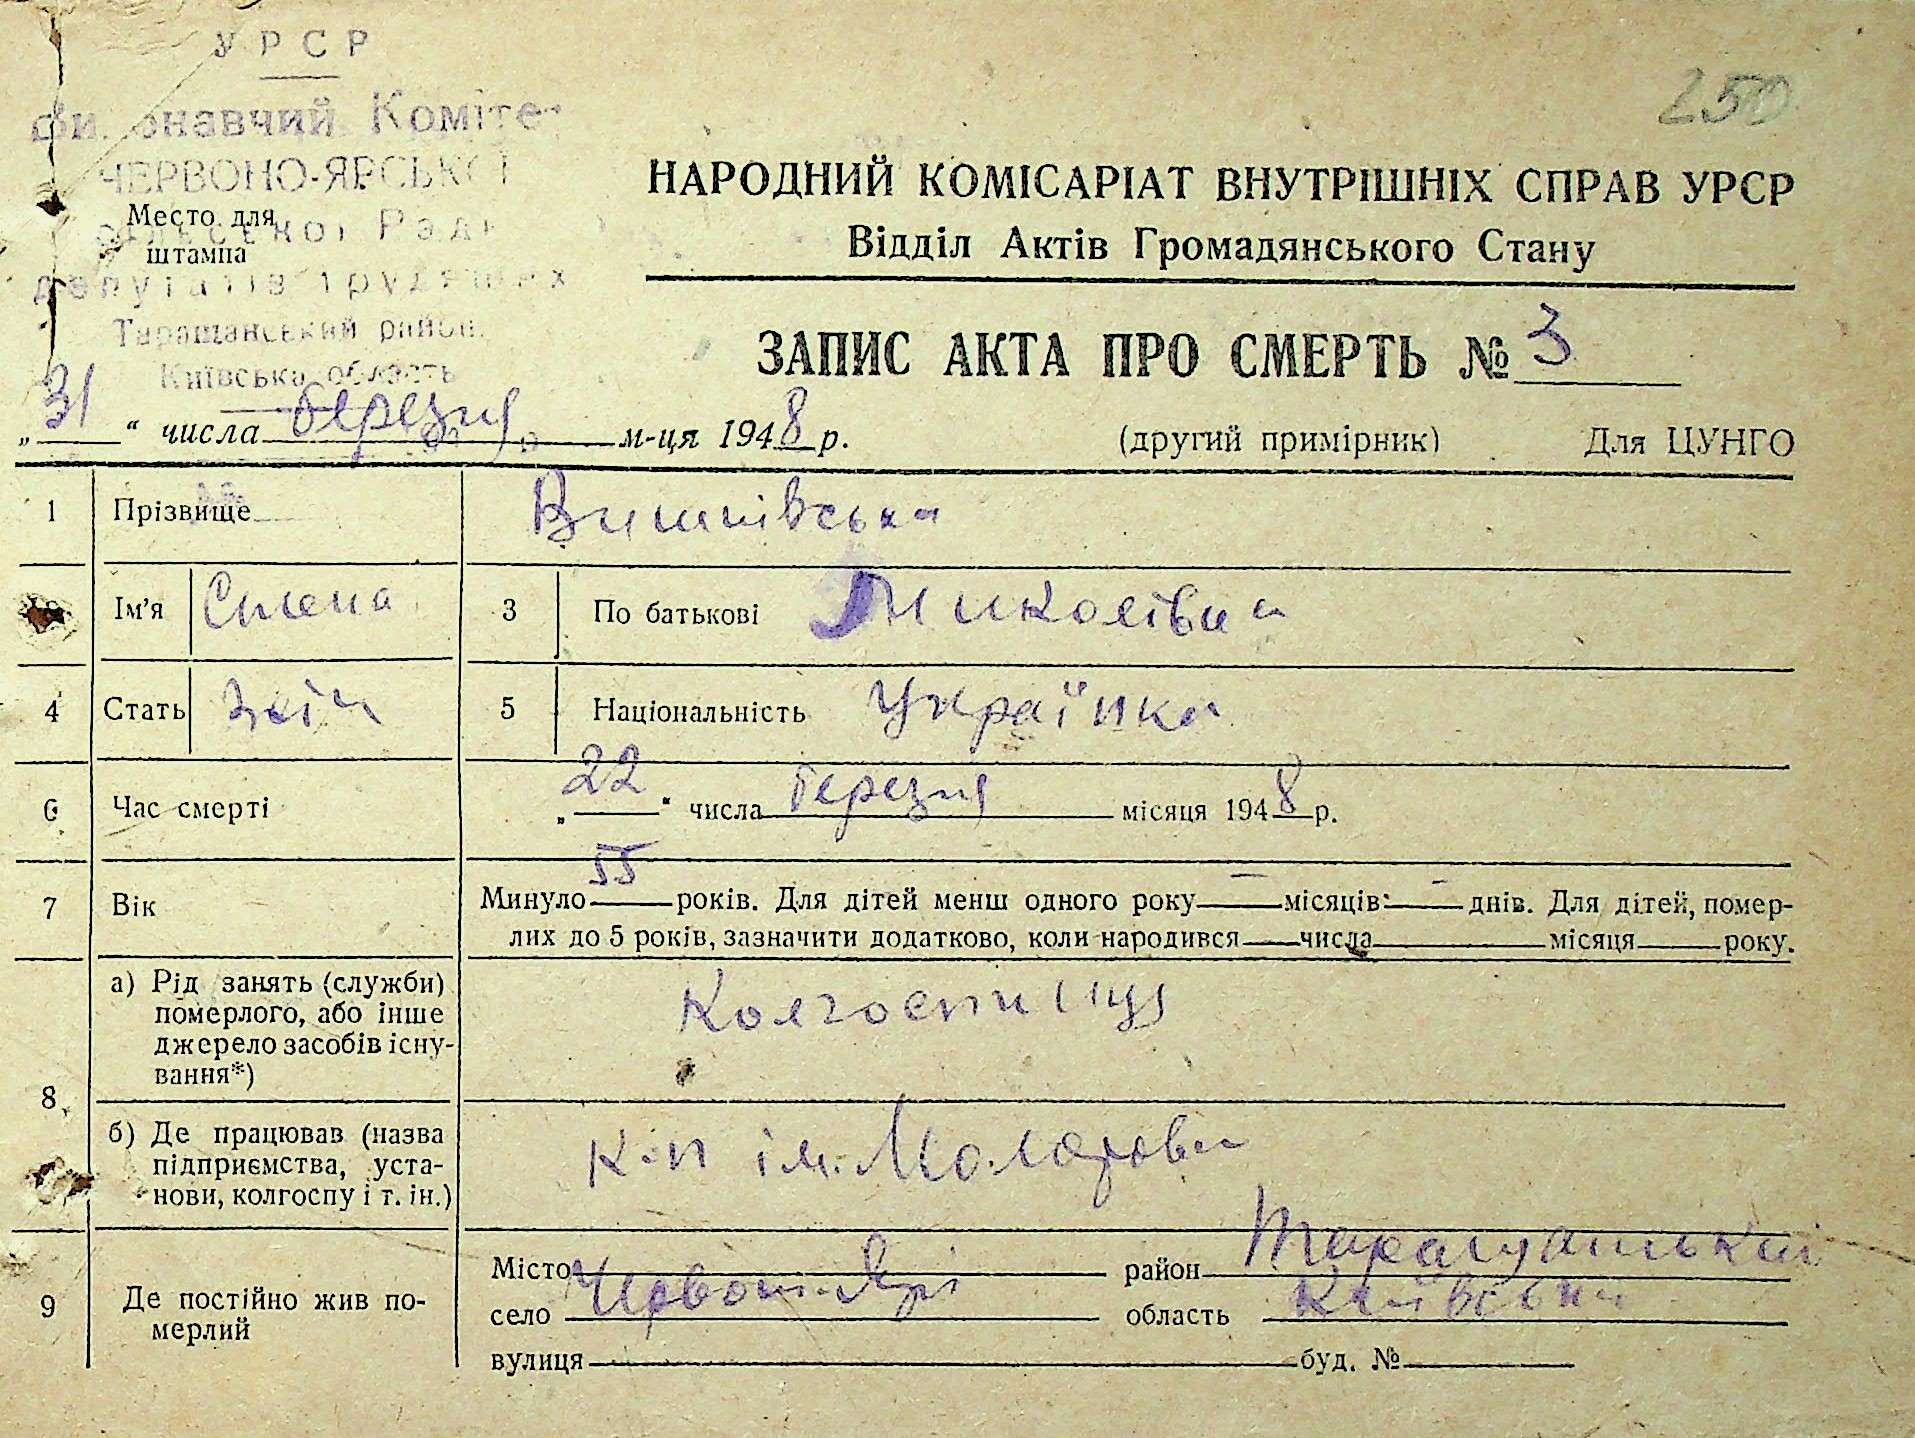 УРСР
250
Комітет
ЧЕРВОНО-ЯРСЬКОЇ
НАРОДНИЙ КОМІСАРІАТ ВНУТРІШНІХ СПРАВ УРСР
Місто для
Ради
штампа
Відділ Актів Громадянського Стану
депутатів трудящих
Таращанський район
ЗАПИС АКТА ПРО СМЕРТЬ № 3
Київська область
„31“ числа березня м-ця 1948 р. (другий примірник) Для ЦУНГО
1 Прізвище Вишнівська
Ім'я 3 По батькові Миколівна
4 Стать жін 5 Національність Українка
6 Час смерті „22“ числа березня місяця 1948 р.
7 Вік Минуло 55 років. Для дітей менш одного року — місяців — днів. Для дітей, помер-
лих до 5 років, зазначити додатково, коли народився числа місяця року.
8 а) Рід занять (служби) померлого, або інше джерело засобів існу-вання*) Колгоспниця
б) Де працював (назва підприємства, уста-нови, колгоспу і т. ін.) к-п ім. Молотова
9 Де постійно жив по-мерлий
Місто район Таращанський
село Червоні-Ярі область Київська
вулиця буд. №